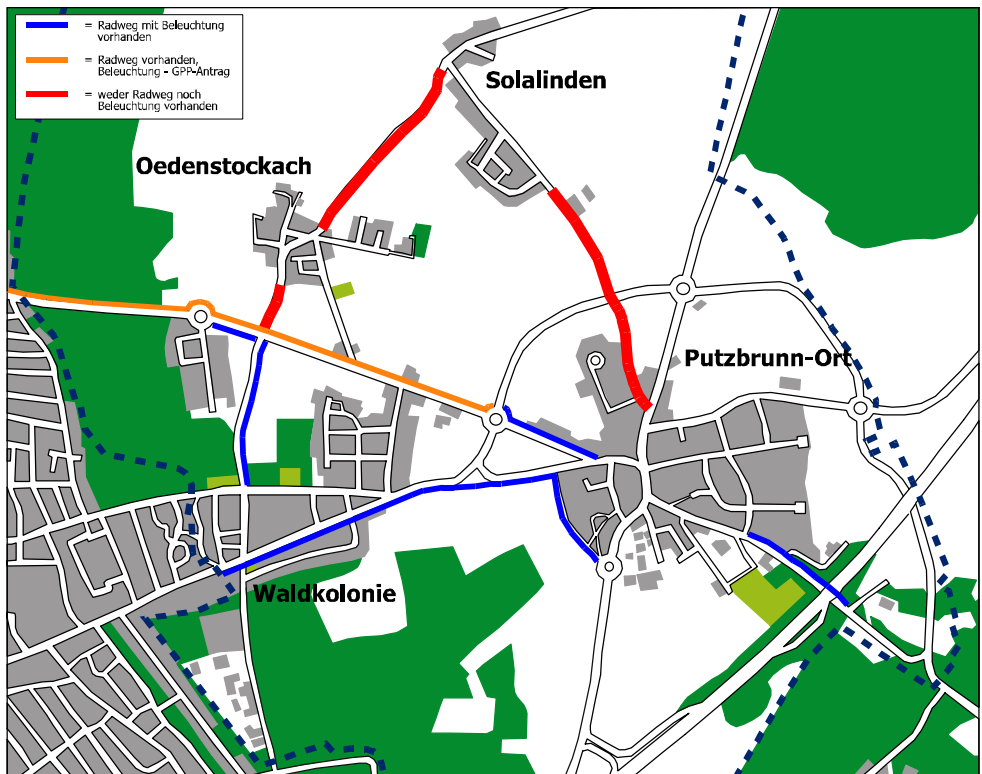 = Radweg mit Beleuchtung
vorhanden
= Radweg vorhanden,
Beleuchtung - GPP-Antrag
= weder Radweg noch
Beleuchtung vorhanden
Solalinden
Oedenstockach
Putzbrunn-Ort
Waldkolonie